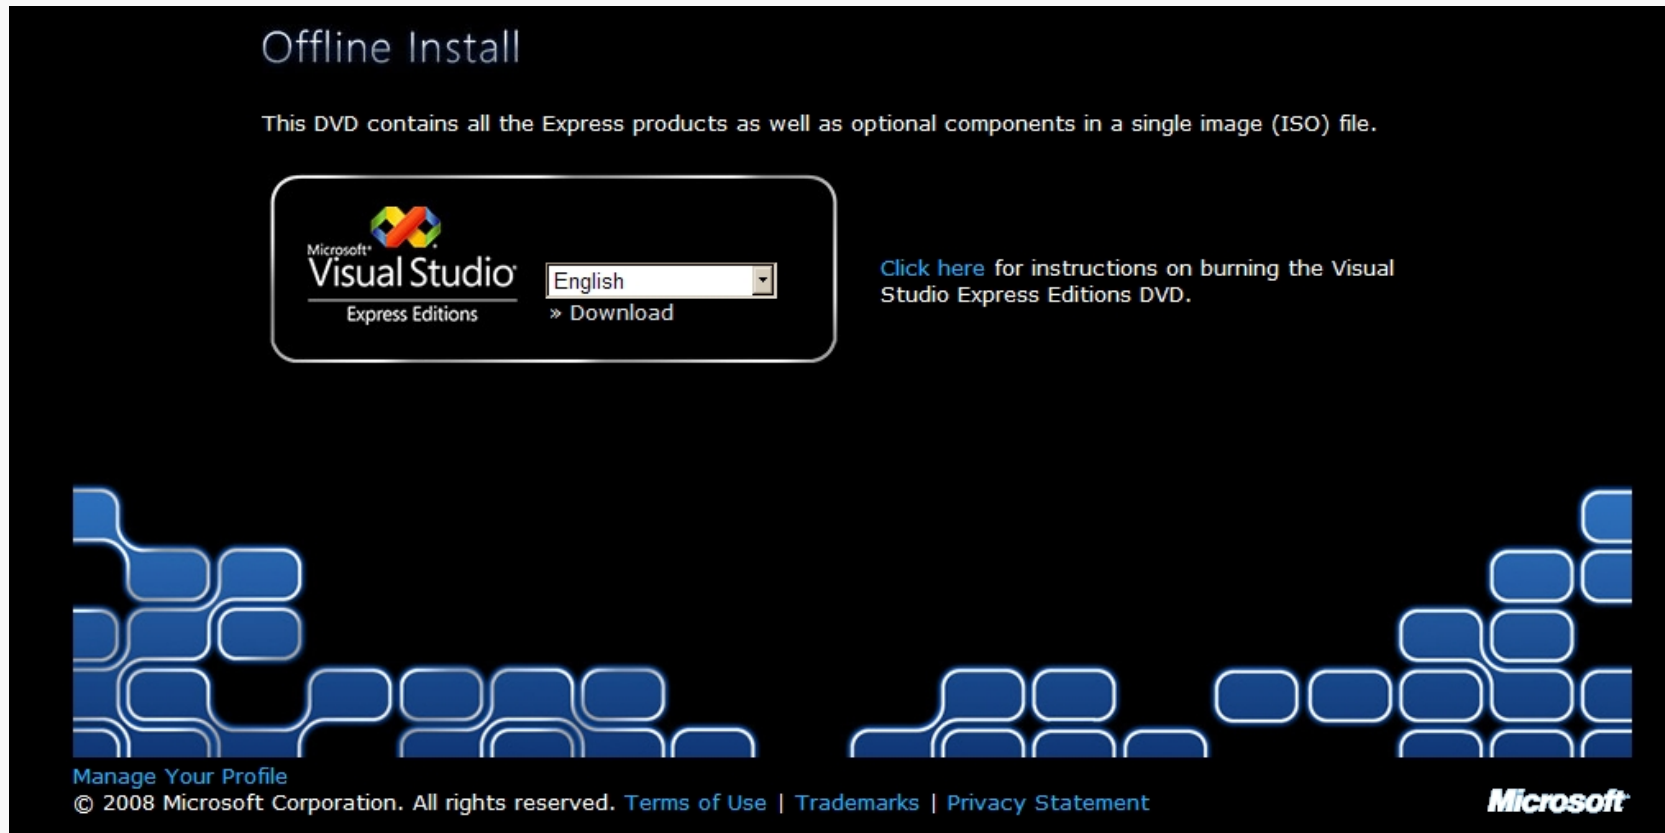 Offline Install
This DVD contains all the Express products as well as optional components in a single image (ISO) file.
Microsoft®
Visual Studio®
Express Editions
English
» Download
Click here for instructions on burning the Visual
Studio Express Editions DVD.
Manage Your Profile
© 2008 Microsoft Corporation. All rights reserved. Terms of Use | Trademarks | Privacy Statement
Microsoft®